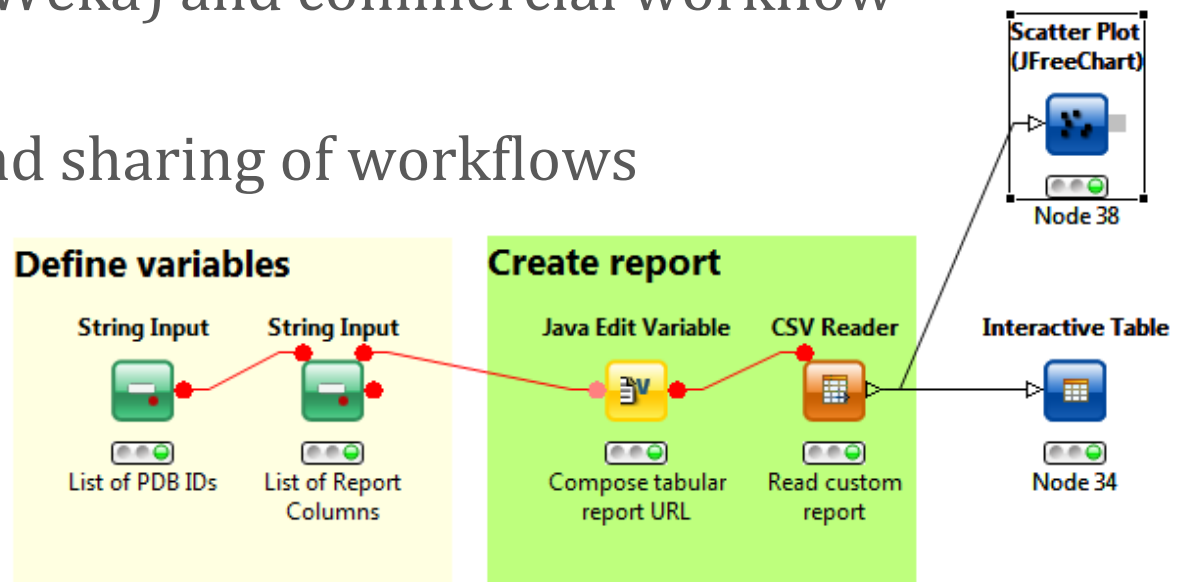 and commercial workflow
sharing of workflows
Scatter Plot
(JFreeChart)
Node 38
Define variables
String Input
String Input
List of PDB IDs
List of Report
Columns
Create report
Java Edit Variable
CSV Reader
Compose tabular
report URL
Read custom
report
Interactive Table
Node 34